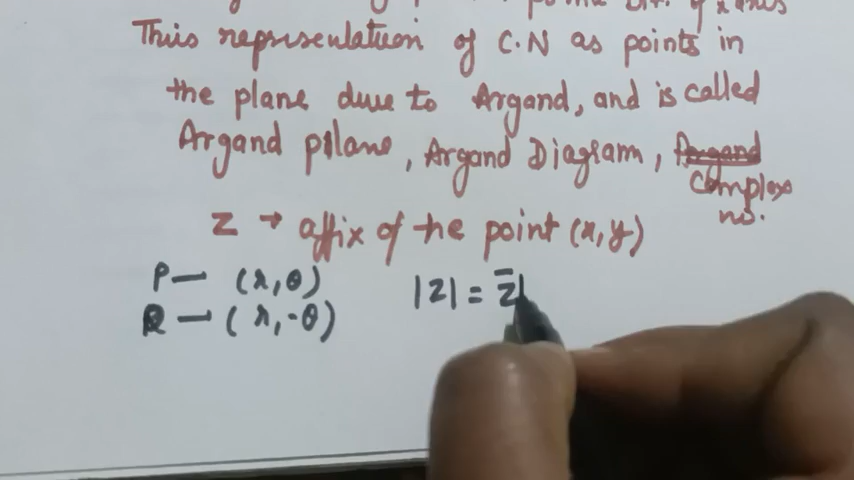 This representation of C.N as points in
the plane due to Argand, and is called
Argand plane, Argand Diagram,
complex
no.
z → affix of the point (x, y)
P — (r, θ) |z| = z̅|
Q — (r, -θ)